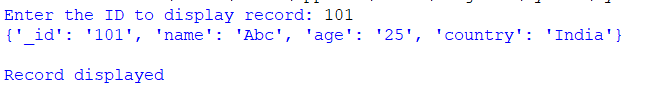 Enter the ID to display record: 101
{'_id': '101', 'name': 'Abc', 'age': '25', 'country': 'India'}
Record displayed